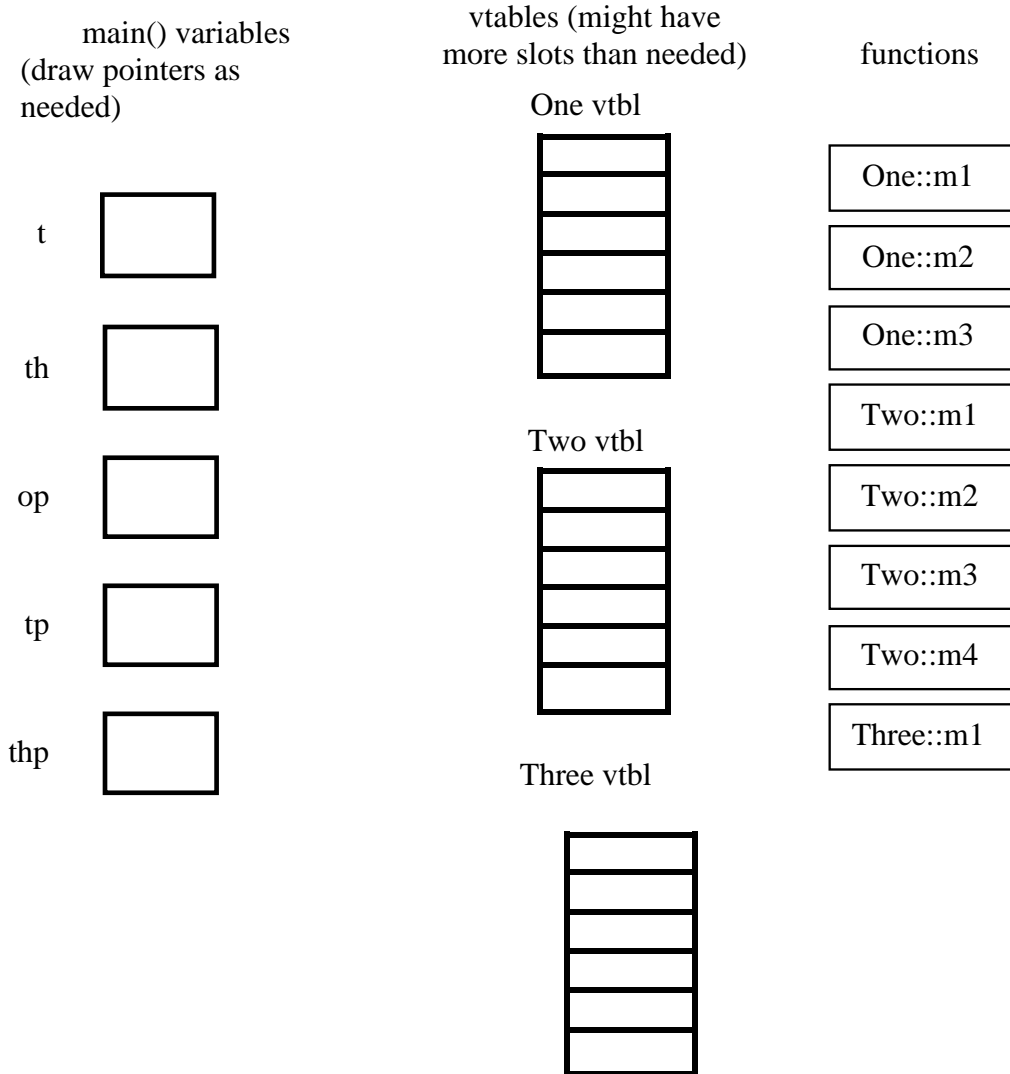 main() variables
(draw pointers as
needed)
t
th
op
tp
thp
vtables (might have
more slots than needed)
One vtbl
Two vtbl
Three vtbl
functions
One::m1
One::m2
One::m3
Two::m1
Two::m2
Two::m3
Two::m4
Three::m1